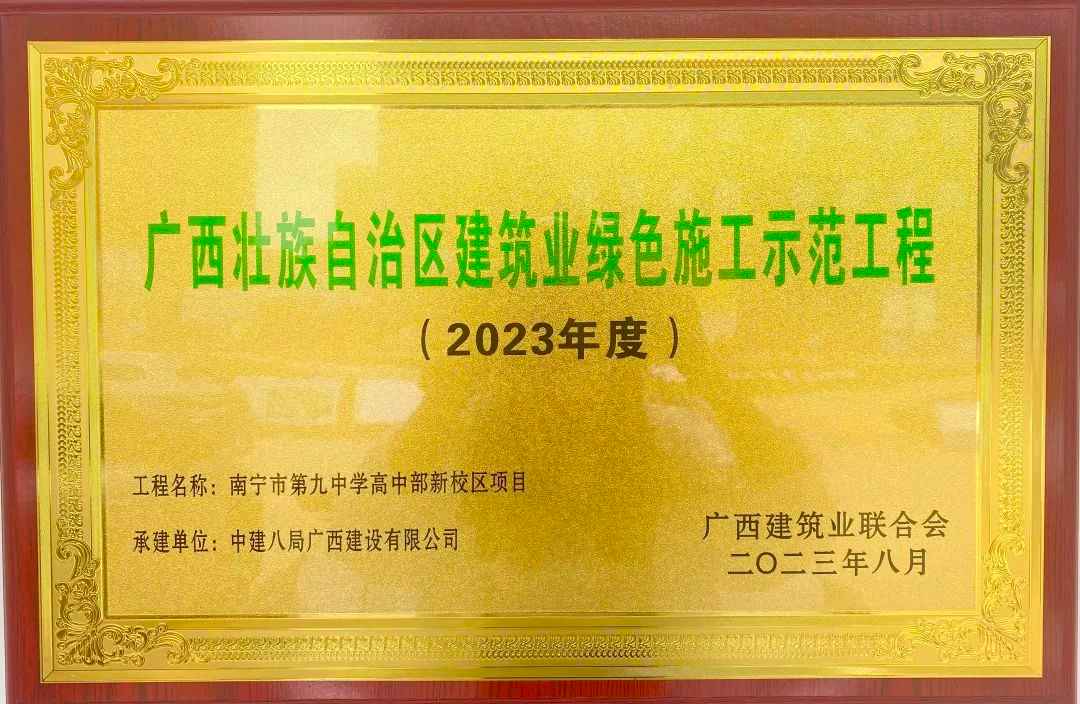 广西壮族自治区建筑业绿色施工示范工程
（2023年度）
工程名称：南宁市第九中学高中部新校区项目
承建单位：中建八局广西建设有限公司
广西建筑业联合会
二〇二三年八月